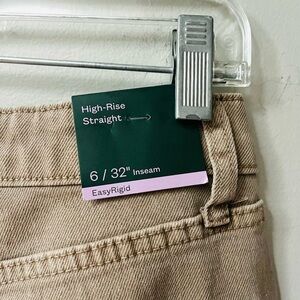 High-Rise
Straight
6 / 32" Inseam
EasyRigid